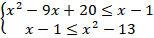 x² − 9x + 20 ≤ x − 1
x − 1 ≤ x² − 13